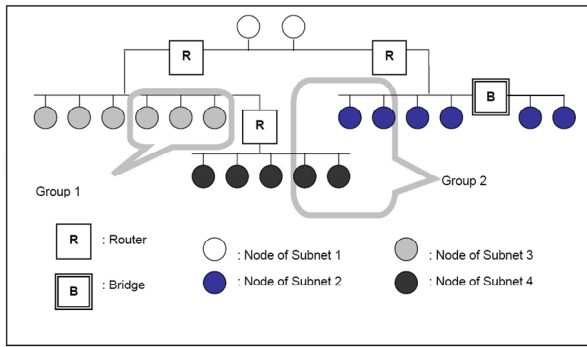 R
R
B
R
Group 1
Group 2
R : Router
: Node of Subnet 1
: Node of Subnet 3
B : Bridge
: Node of Subnet 2
: Node of Subnet 4